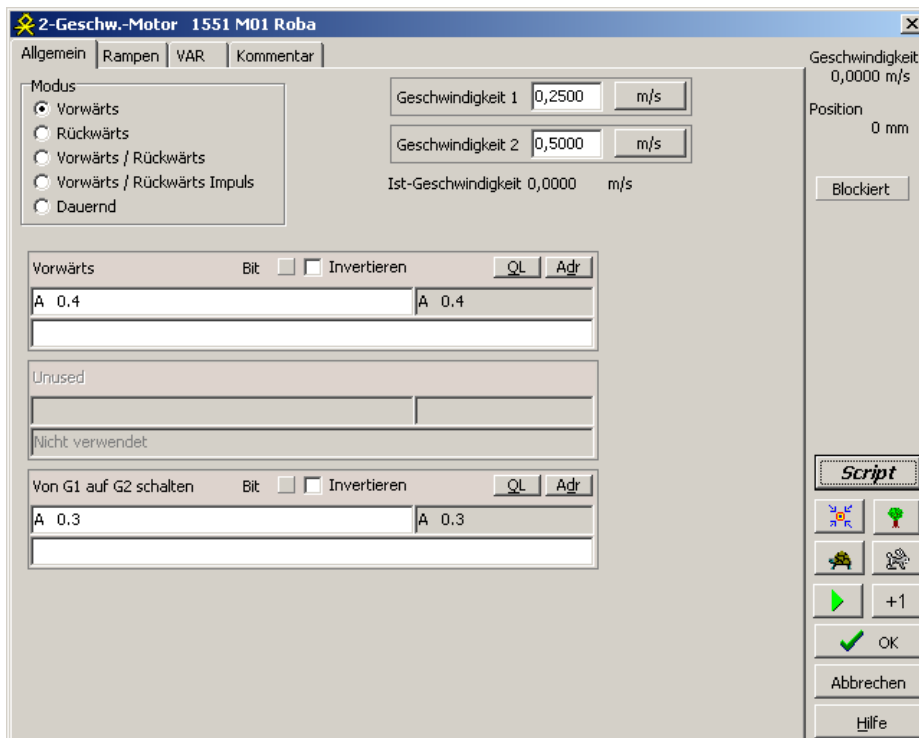 2-Geschw.-Motor 1551 M01 Roba
Allgemein Rampen VAR Kommentar
Modus
Vorwärts
Rückwärts
Vorwärts / Rückwärts
Vorwärts / Rückwärts Impuls
Dauernd
Geschwindigkeit 1 0,2500 m/s
Geschwindigkeit 2 0,5000 m/s
Ist-Geschwindigkeit 0,0000 m/s
Geschwindigkeit
0,0000 m/s
Position
0 mm
Blockiert
Vorwärts Bit Invertieren QL Adr
A 0.4 A 0.4
Unused
Nicht verwendet
Von G1 auf G2 schalten Bit Invertieren QL Adr
A 0.3 A 0.3
Script
+1
OK
Abbrechen
Hilfe